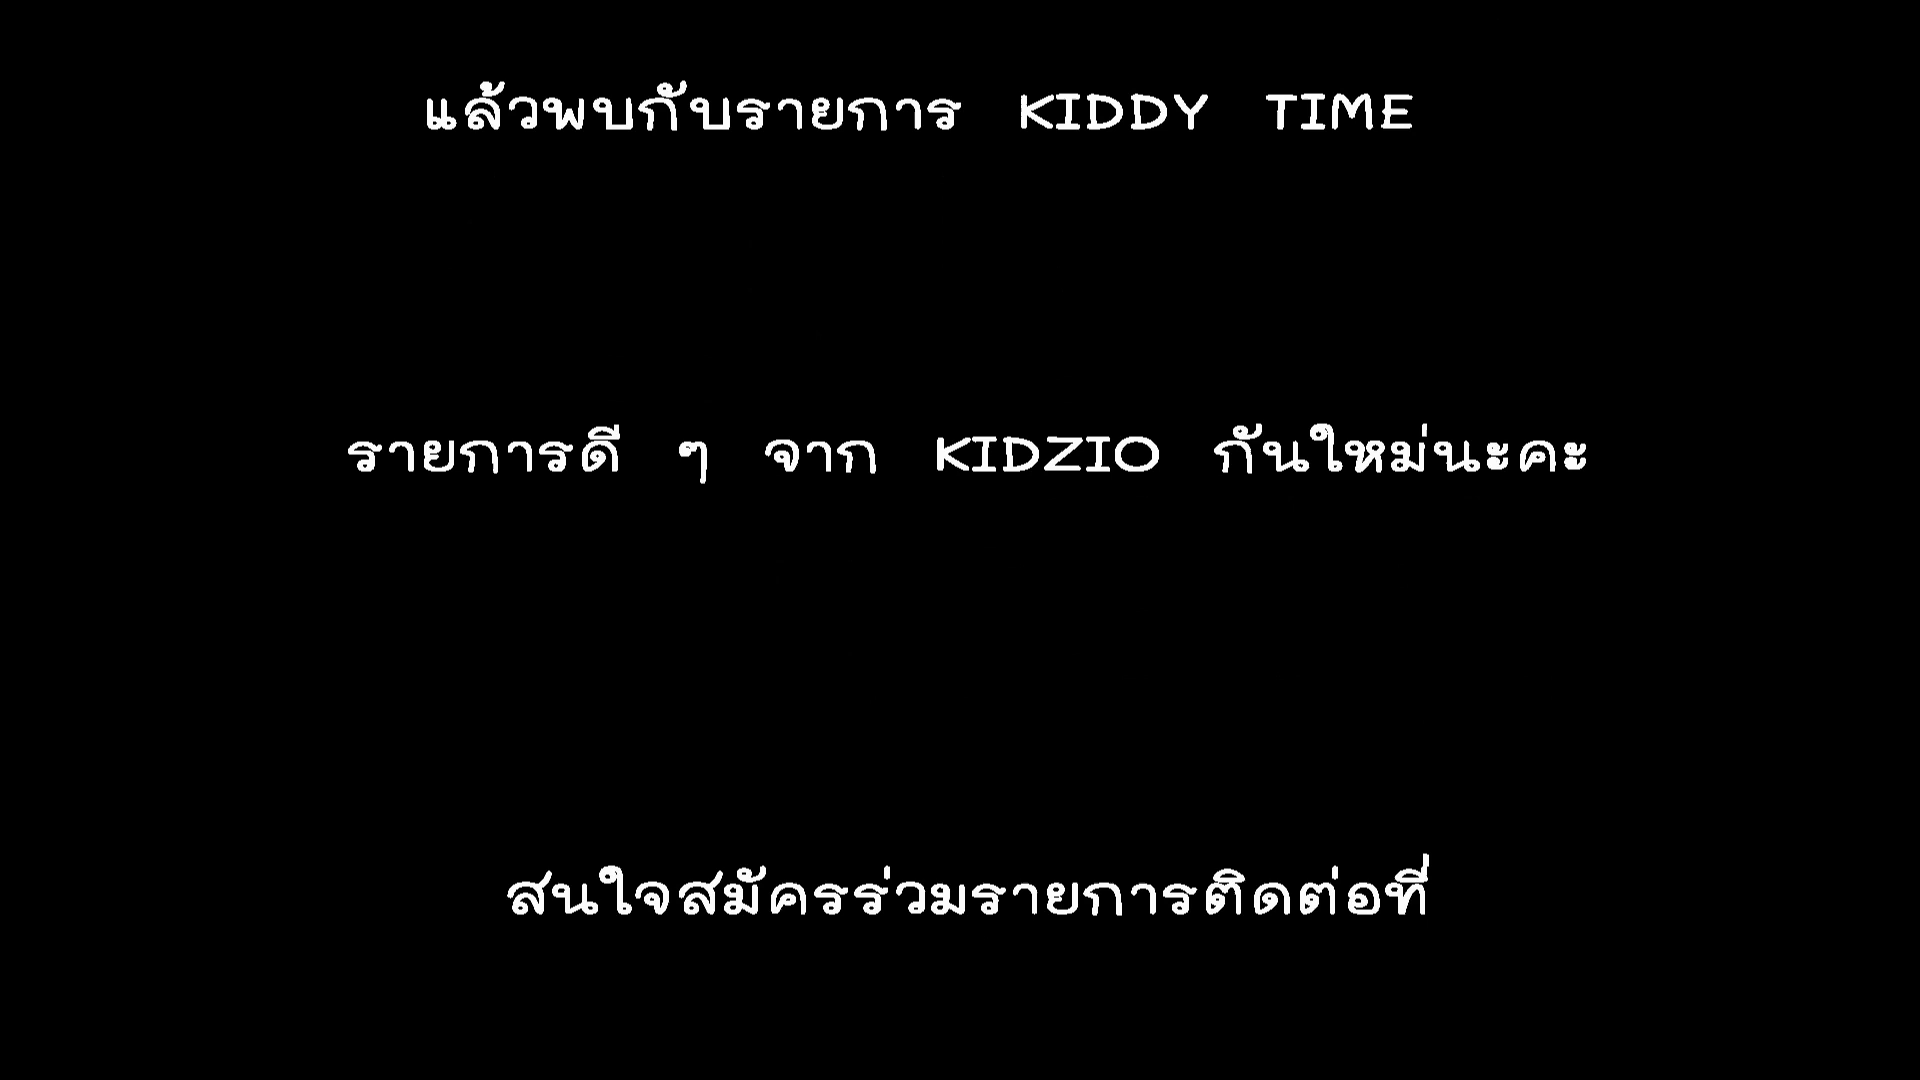 แล้วพบกับรายการ KIDDY TIME
รายการดี ๆ จาก KIDZIO กันใหม่นะคะ
สนใจสมัครร่วมรายการติดต่อที่